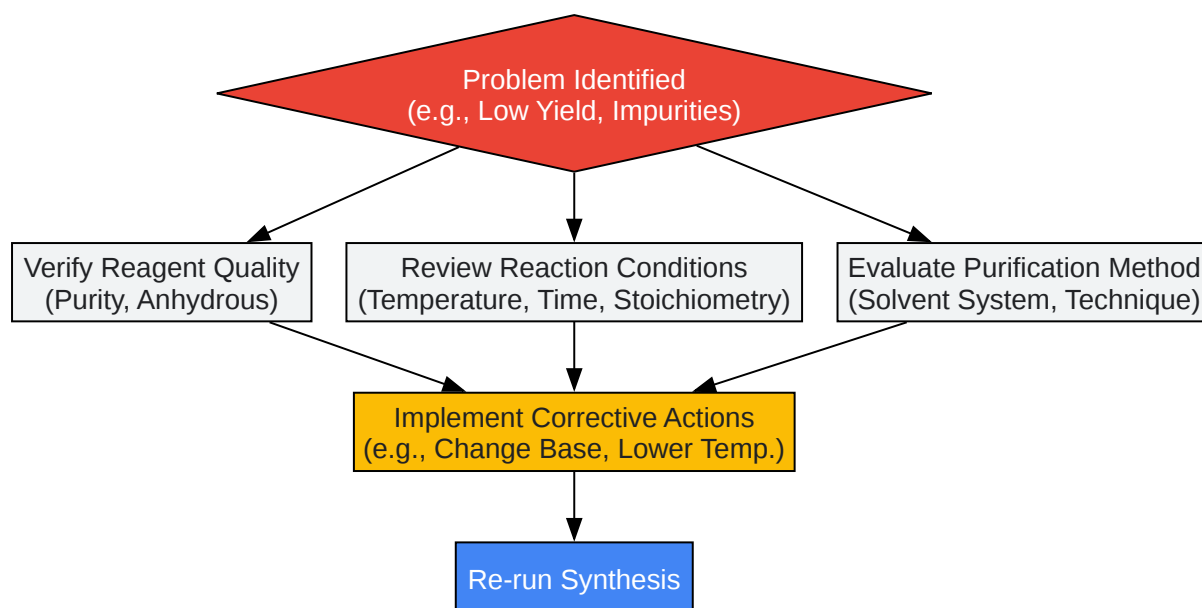 Problem Identified
(e.g., Low Yield, Impurities)
Verify Reagent Quality
(Purity, Anhydrous)
Review Reaction Conditions
(Temperature, Time, Stoichiometry)
Evaluate Purification Method
(Solvent System, Technique)
Implement Corrective Actions
(e.g., Change Base, Lower Temp.)
Re-run Synthesis